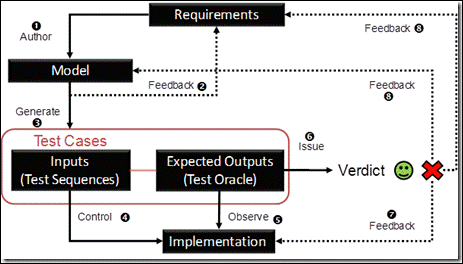 Requirements
❶
Author
Feedback ❽
Model
Feedback ❷
Feedback
❽
Generate
❸
Test Cases
❻
Issue
Inputs
(Test Sequences)
Expected Outputs
(Test Oracle)
Verdict
Control ❹
Observe ❺
❼
Feedback
Implementation